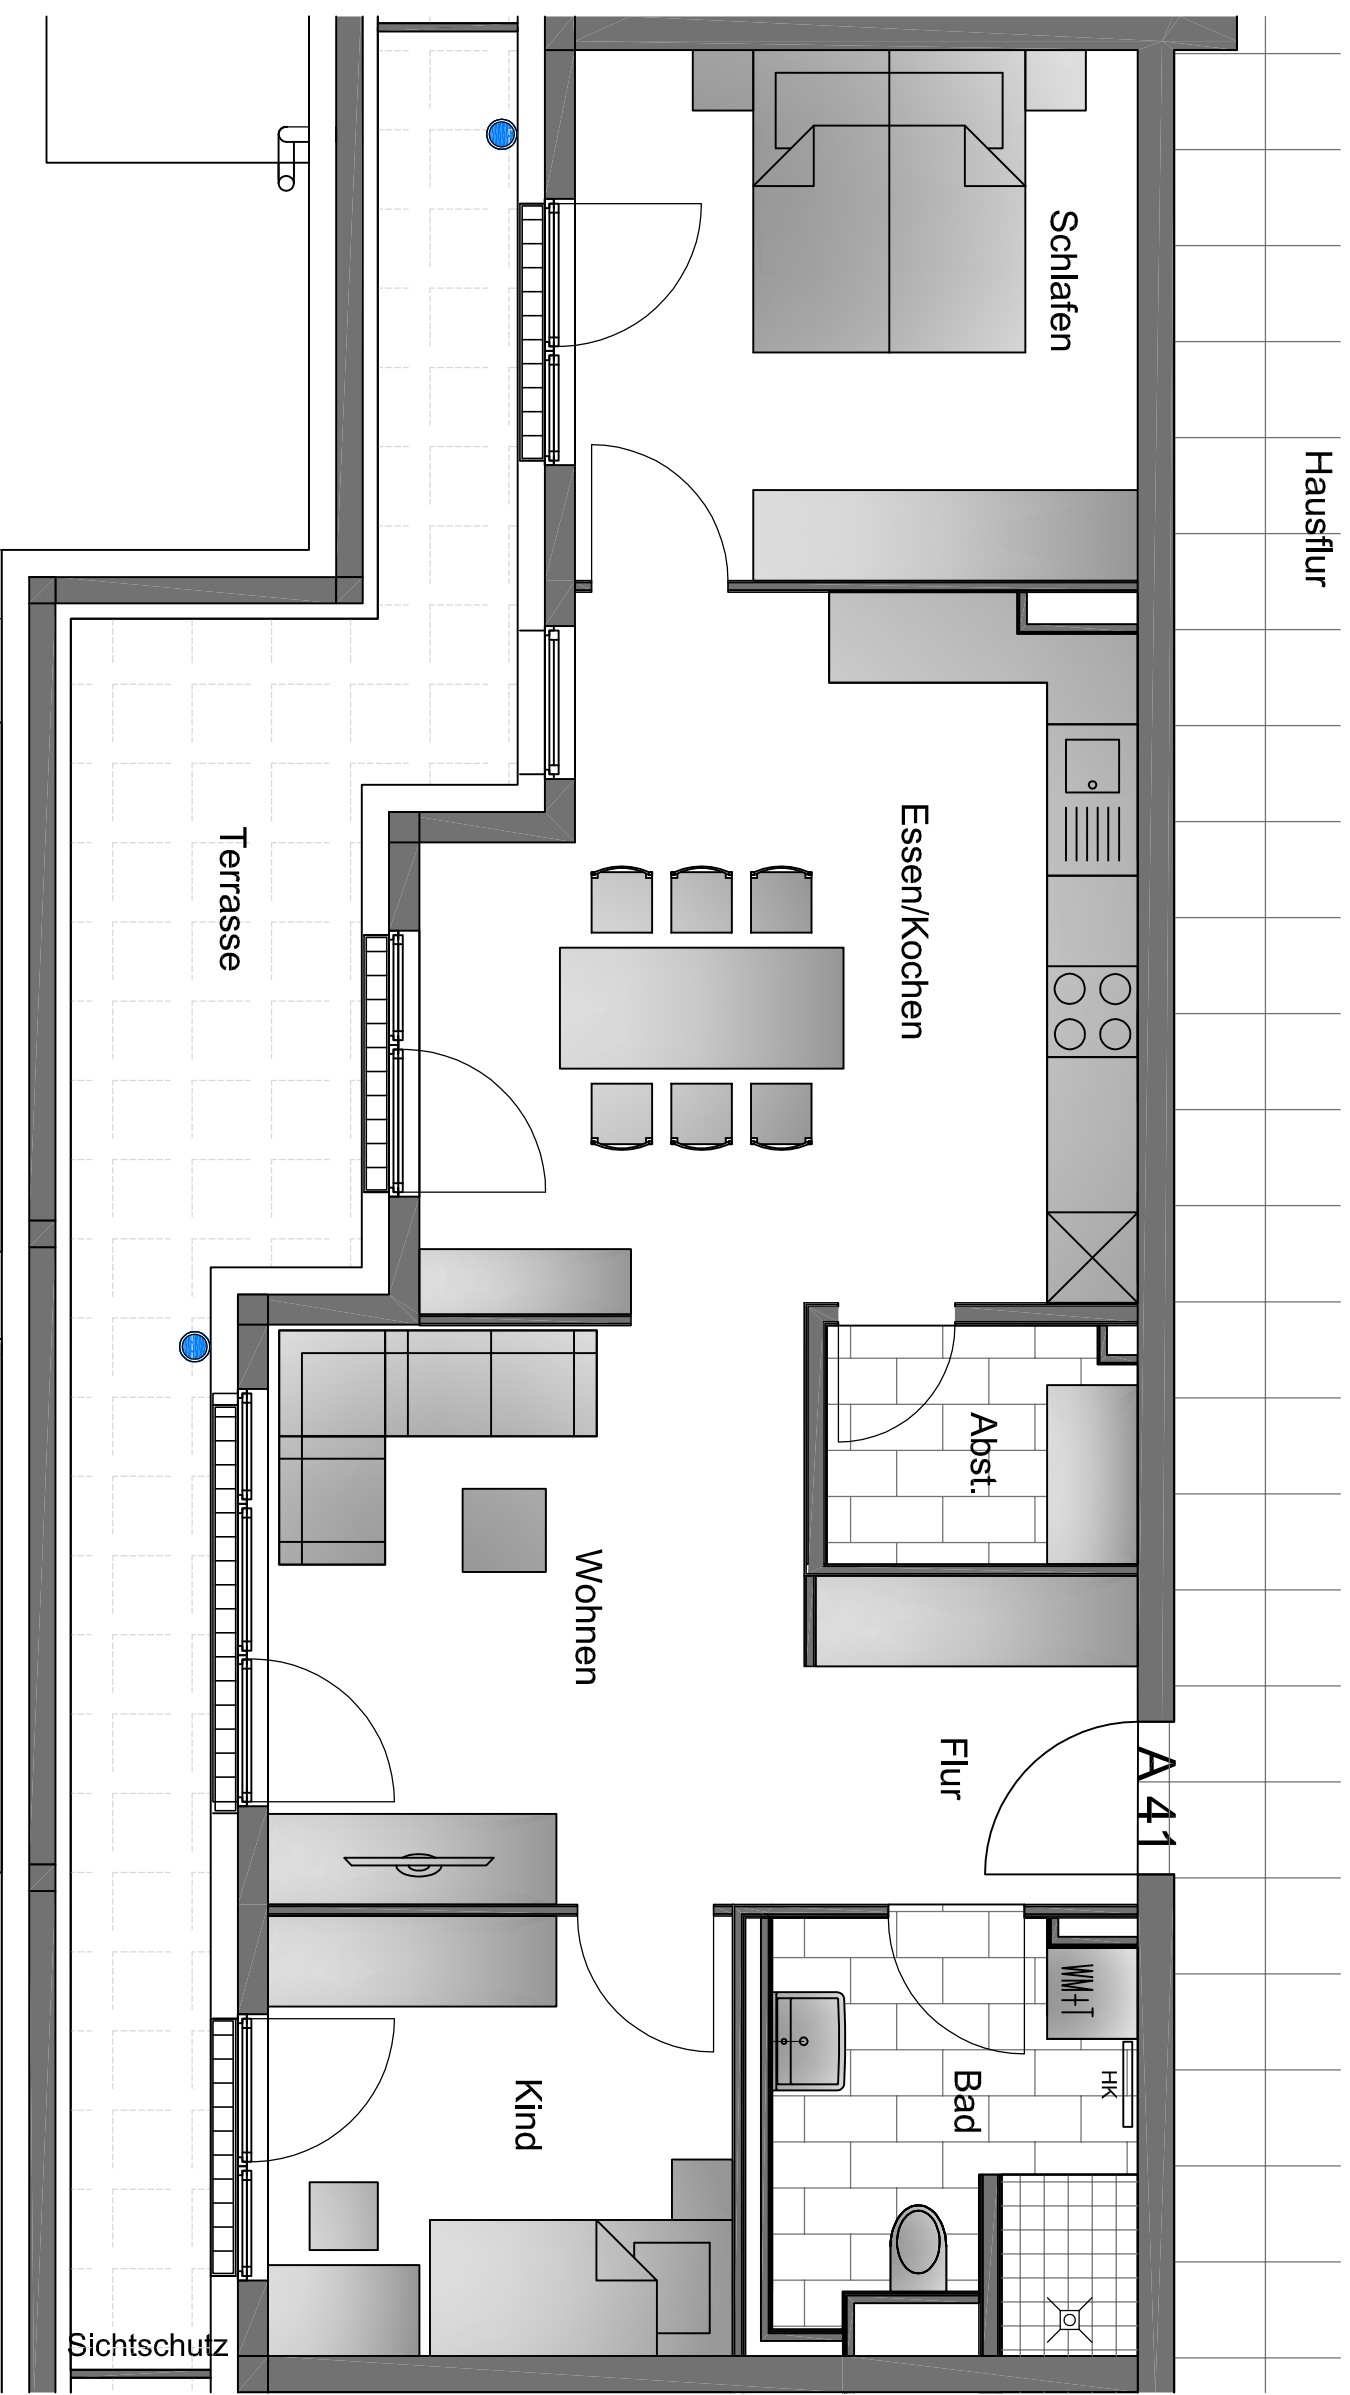 Schlafen
Hausflur
Essen/Kochen
Terrasse
Abst.
Wohnen
Flur
A 41
WM+T
HK
Bad
Kind
Sichtschutz